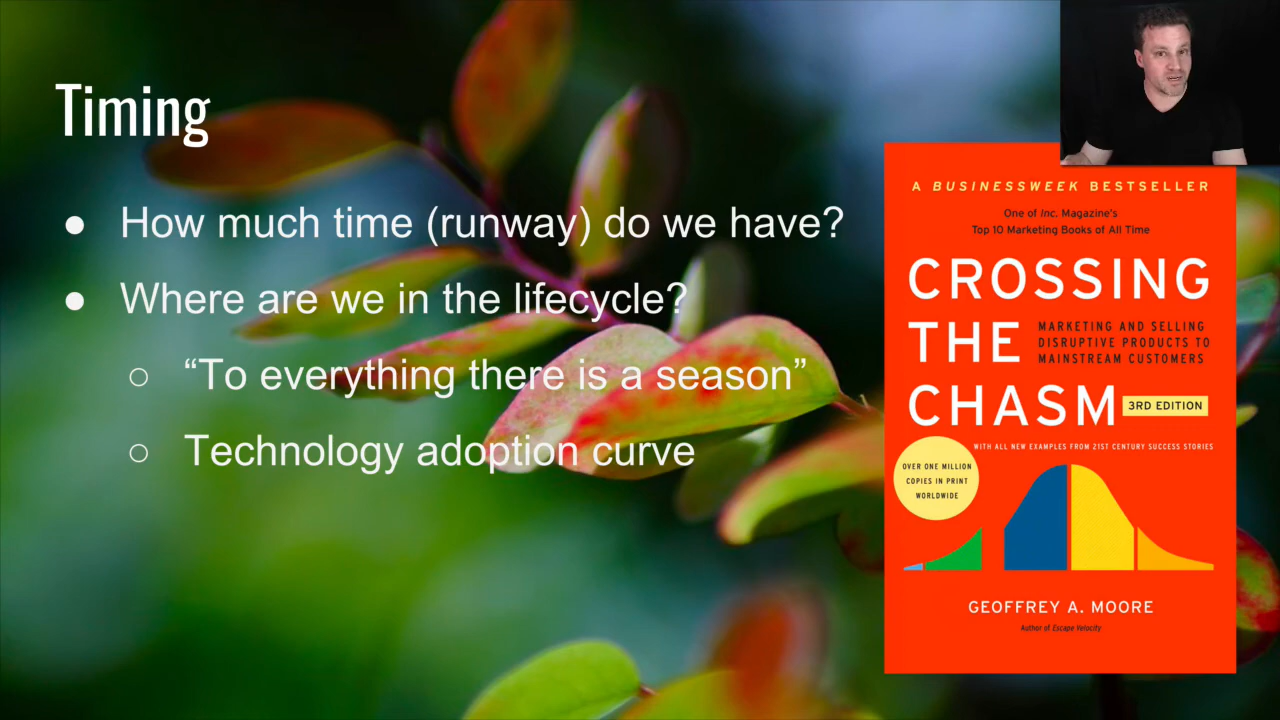 Timing
● How much time (runway) do we have?
● Where are we in the lifecycle?
○ “To everything there is a season”
○ Technology adoption curve
A BUSINESSWEEK BESTSELLER
One of Inc. Magazine's
Top 10 Marketing Books of All Time
CROSSING
THE
MARKETING AND SELLING
DISRUPTIVE PRODUCTS TO
MAINSTREAM CUSTOMERS
CHASM
3RD EDITION
WITH ALL NEW EXAMPLES FROM 21ST CENTURY SUCCESS STORIES
OVER ONE MILLION
COPIES IN PRINT
WORLDWIDE
GEOFFREY A. MOORE
Author of Escape Velocity